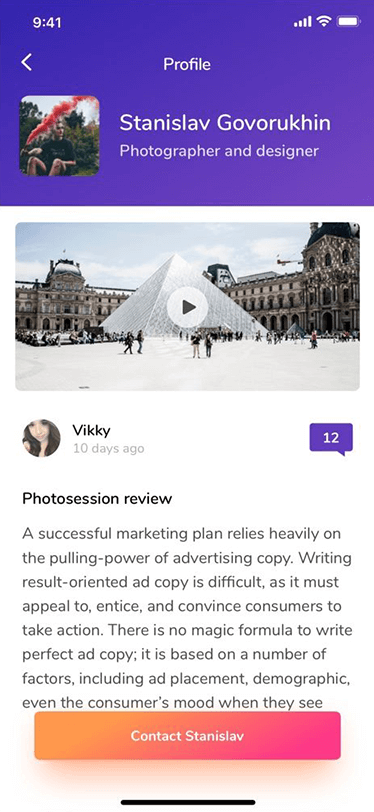 9:41
Profile
Stanislav Govorukhin
Photographer and designer
Vikky
10 days ago
12
Photosession review
A successful marketing plan relies heavily on
the pulling-power of advertising copy. Writing
result-oriented ad copy is difficult, as it must
appeal to, entice, and convince consumers to
take action. There is no magic formula to write
perfect ad copy; it is based on a number of
factors, including ad placement, demographic,
even the consumer's mood when they see
Contact Stanislav